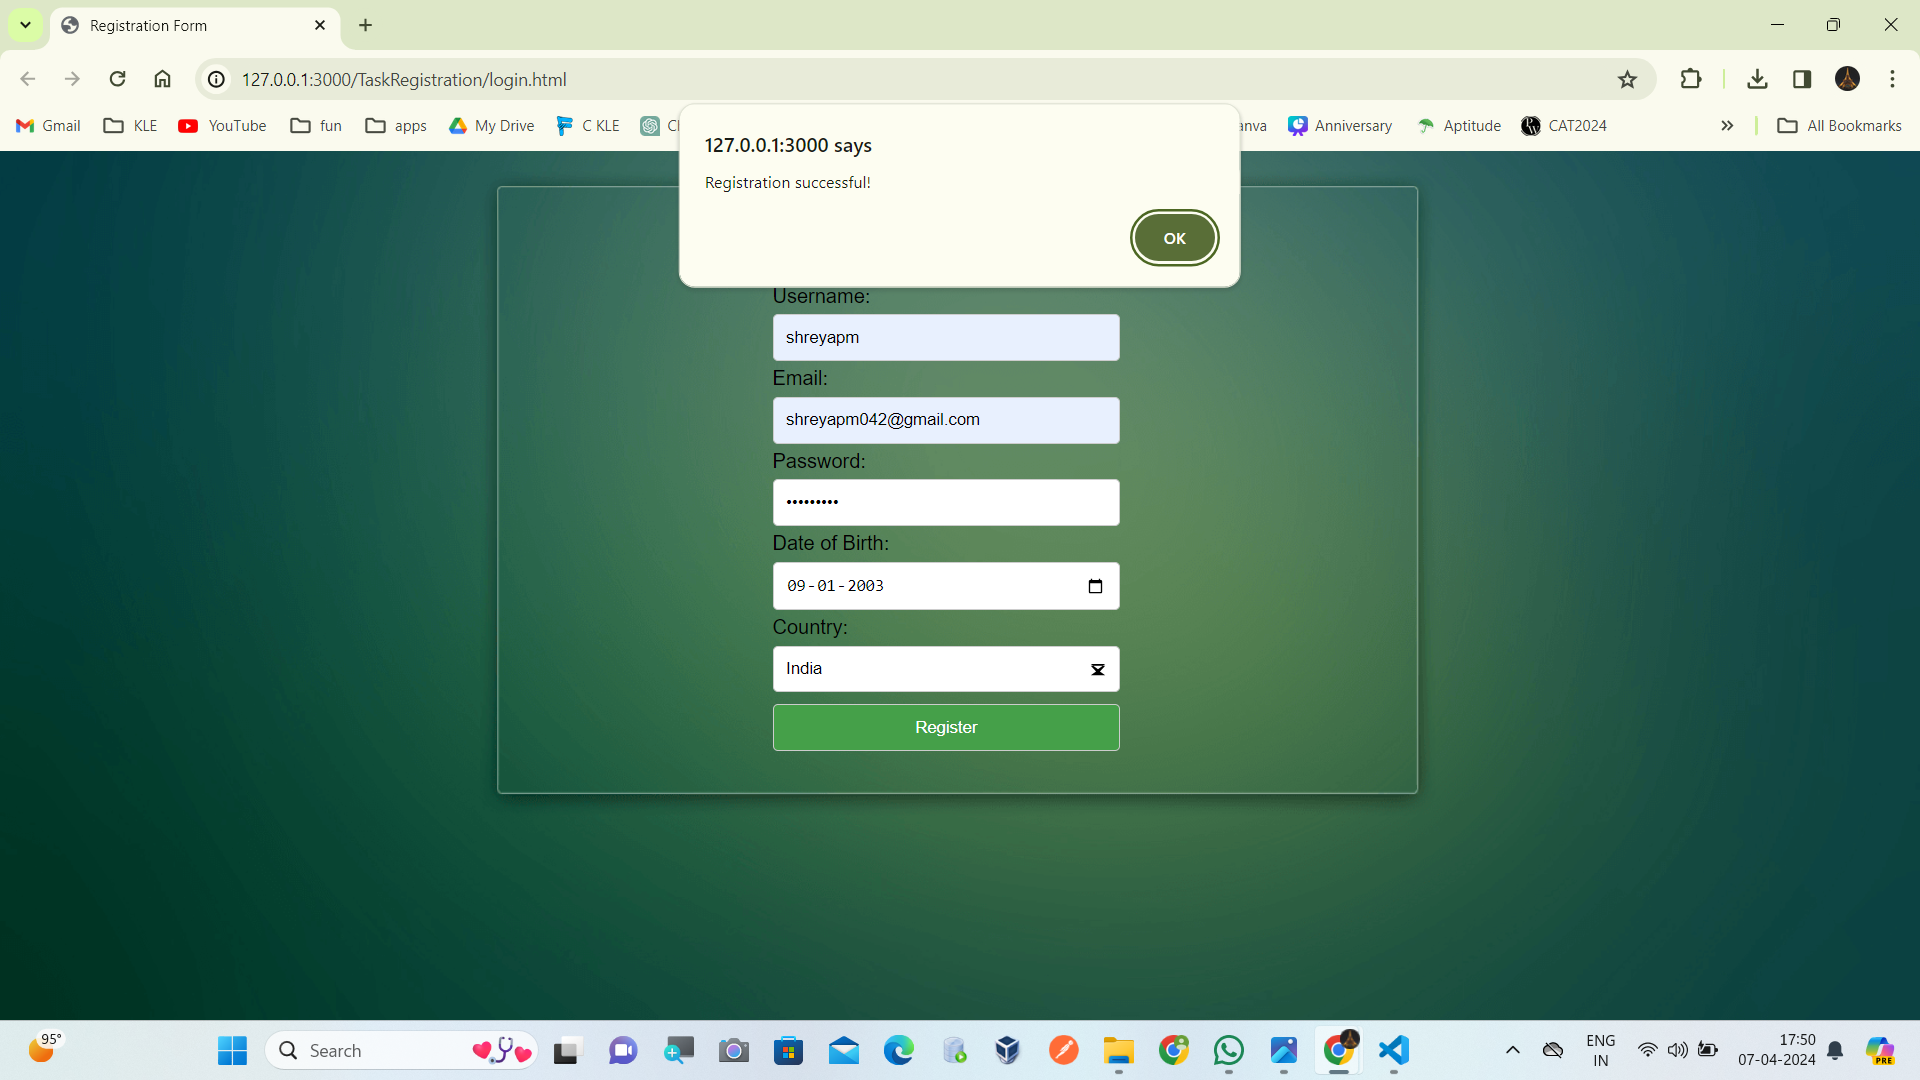 Registration Form
127.0.0.1:3000/TaskRegistration/login.html
Gmail KLE YouTube fun apps My Drive C KLE Anniversary Aptitude CAT2024 All Bookmarks
127.0.0.1:3000 says
Registration successful!
OK
Username:
shreyapm
Email:
shreyapm042@gmail.com
Password:
•••••••••
Date of Birth:
09-01-2003
Country:
India
Register
95°
Search
ENG
IN
17:50
07-04-2024
PRE